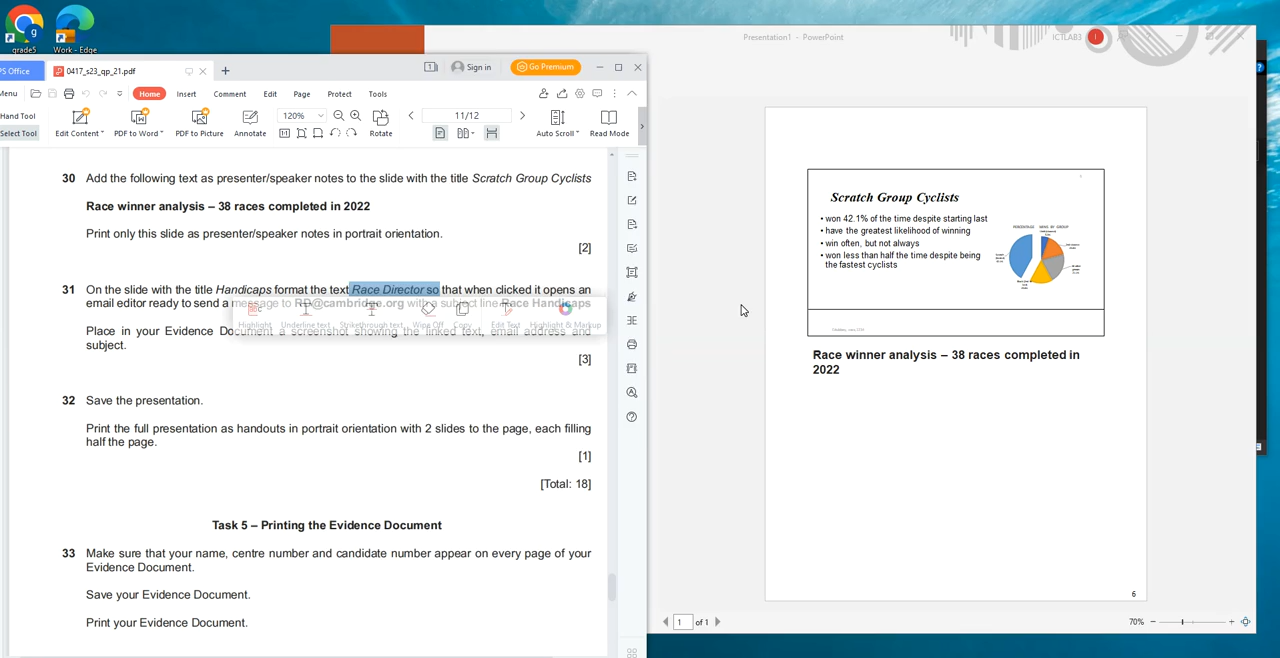 grade5
Work - Edge
PS Office
0417_s23_qp_21.pdf
Sign in
Go Premium
Menu
Home
Insert
Comment
Edit
Page
Protect
Tools
Hand Tool
Select Tool
Edit Content
PDF to Word
PDF to Picture
Annotate
120%
Rotate
11/12
Auto Scroll
Read Mode
30 Add the following text as presenter/speaker notes to the slide with the title Scratch Group Cyclists
Race winner analysis – 38 races completed in 2022
Print only this slide as presenter/speaker notes in portrait orientation.
[2]
31 On the slide with the title Handicaps format the text Race Director so that when clicked it opens an
email editor ready to send a message to RD@cambridge.org with a subject line Race Handicaps
Highlight Underline text Strikethrough text Wipe Off Copy Edit Text Highlight & Markup
Place in your Evidence Document a screenshot showing the linked text, email address and
subject.
[3]
32 Save the presentation.
Print the full presentation as handouts in portrait orientation with 2 slides to the page, each filling
half the page.
[1]
[Total: 18]
Task 5 – Printing the Evidence Document
33 Make sure that your name, centre number and candidate number appear on every page of your
Evidence Document.
Save your Evidence Document.
Print your Evidence Document.
Presentation1 - PowerPoint
ICTLAB3
I
Scratch Group Cyclists
• won 42.1% of the time despite starting last
• have the greatest likelihood of winning
• win often, but not always
• won less than half the time despite being
the fastest cyclists
PERCENTAGE WINS BY GROUP
Race winner analysis – 38 races completed in
2022
6
1 of 1
70%